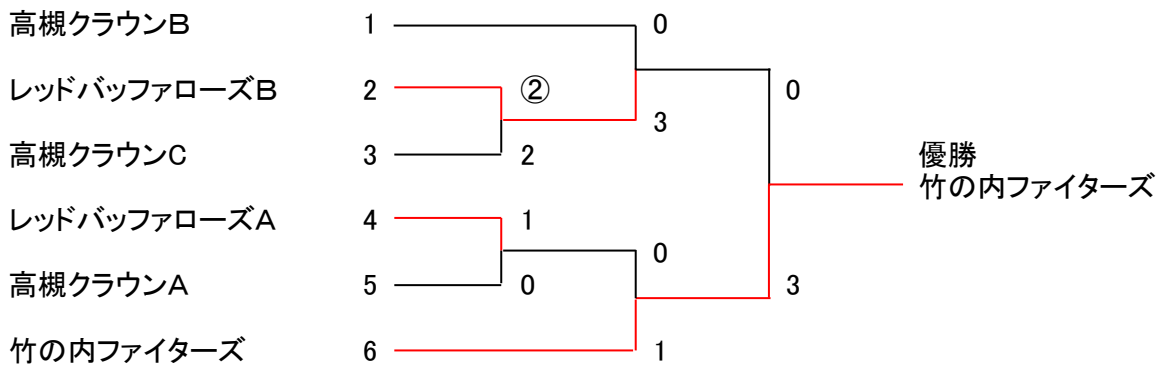 高槻クラウンＢ 1 0
レッドバッファローズＢ 2 ② 0
3
高槻クラウンＣ 3 2 優勝
竹の内ファイターズ
レッドバッファローズＡ 4 1
0
高槻クラウンＡ 5 0 3
竹の内ファイターズ 6 1